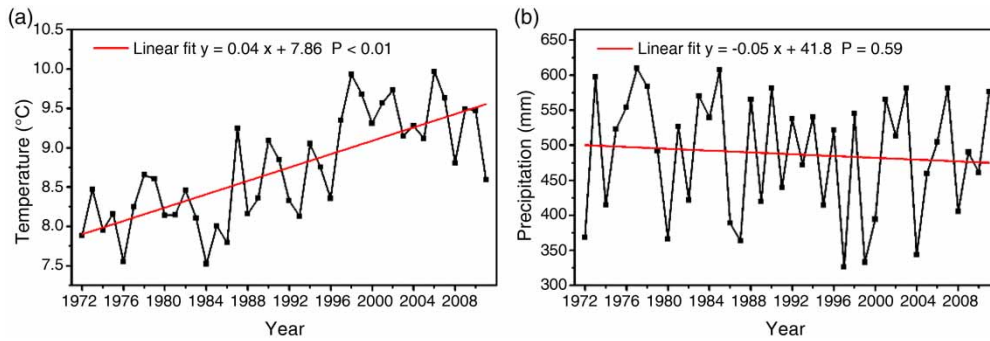 (a)
10.5
10.0
9.5
9.0
8.5
8.0
7.5
Temperature (°C)
Linear fit y = 0.04 x + 7.86 P < 0.01
1972 1976 1980 1984 1988 1992 1996 2000 2004 2008
Year
(b)
650
600
550
500
450
400
350
300
Precipitation (mm)
Linear fit y = -0.05 x + 41.8 P = 0.59
1972 1976 1980 1984 1988 1992 1996 2000 2004 2008
Year